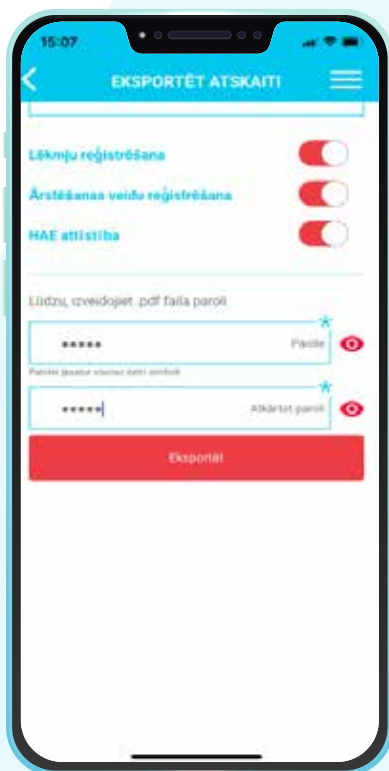 15:07
EKSPORTĒT ATSKAITI
Lēkmju reģistrēšana
Ārstēšanas veidu reģistrēšana
HAE attīstība
Lūdzu, izveidojiet .pdf faila paroli
***** Parole
*****
Atkārtot paroli
Eksportēt